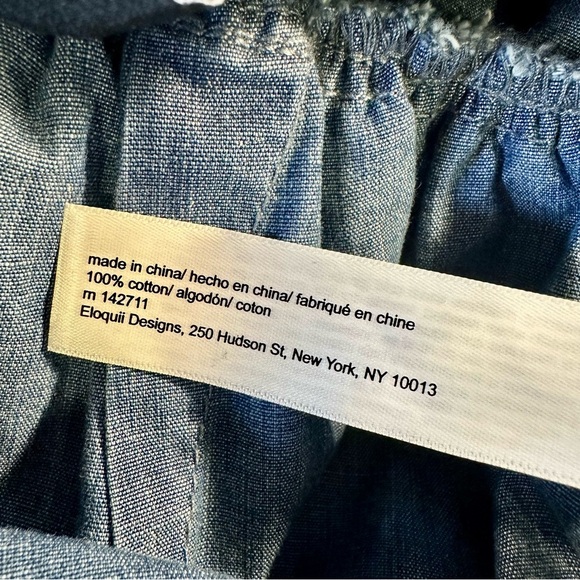 made in china/ hecho en china/ fabriqué en chine
100% cotton/ algodón/ coton
m 142711
Eloquii Designs, 250 Hudson St, New York, NY 10013